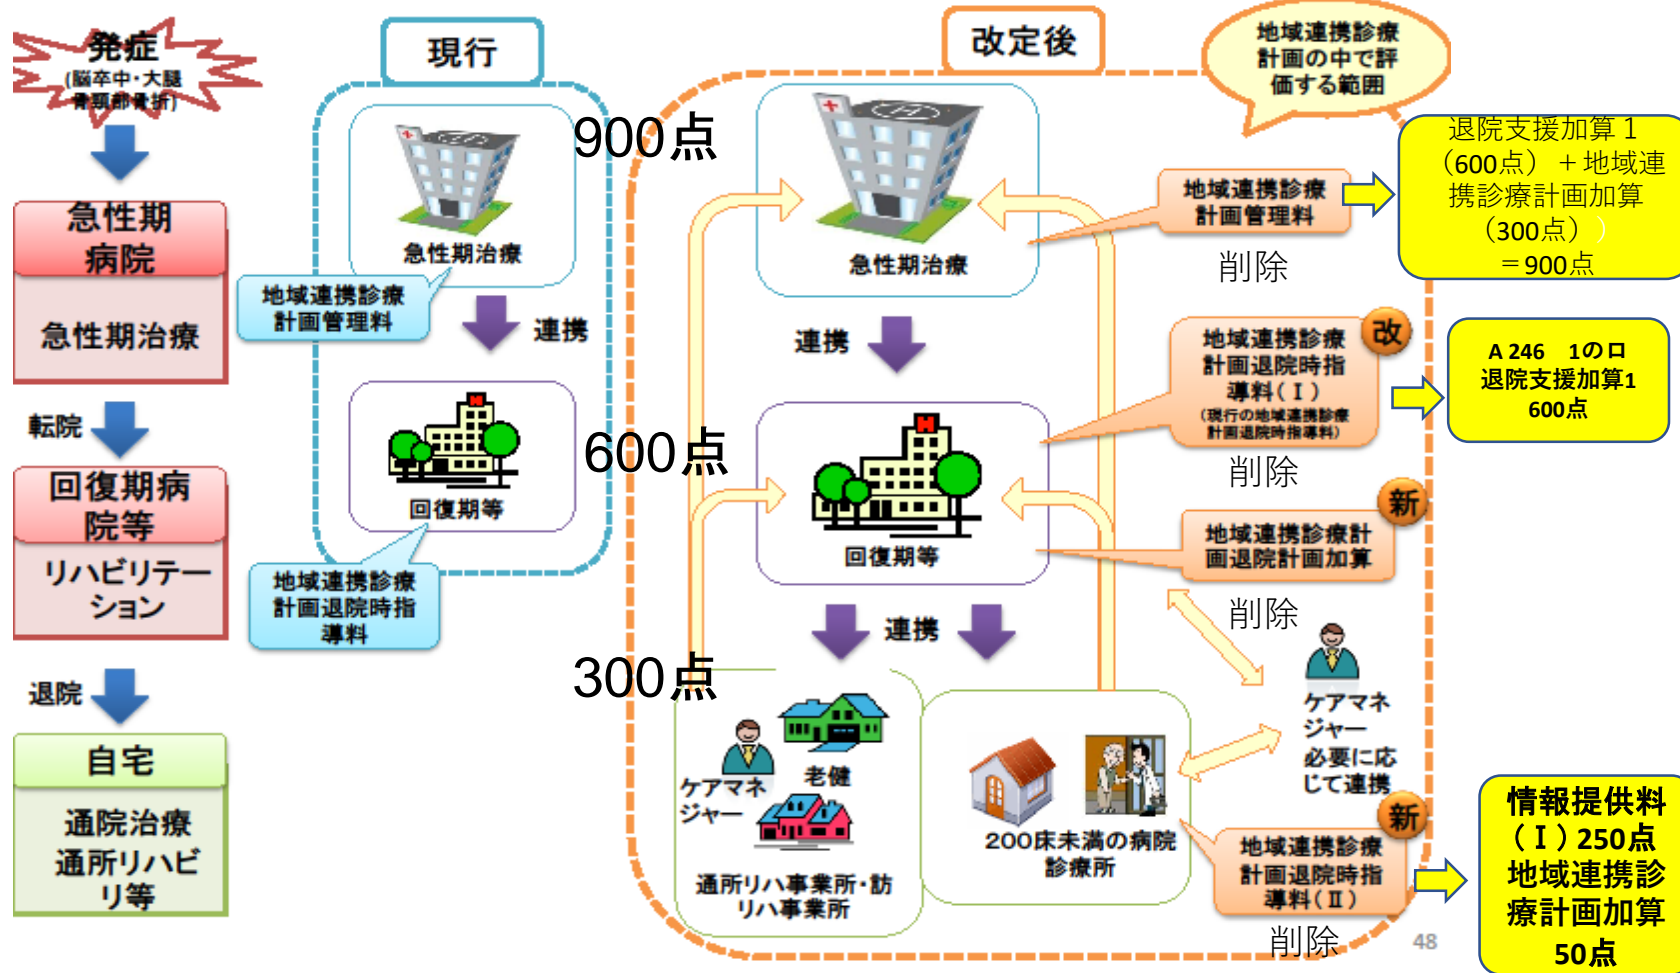 発症
(脳卒中・大腿
骨頸部骨折)
急性期
病院
急性期治療
転院
回復期病
院等
リハビリテー
ション
退院
自宅
通院治療
通所リハビ
リ等
現行
急性期治療
地域連携診療
計画管理料
連携
回復期等
地域連携診療
計画退院時指
導料
900点
600点
300点
改定後
地域連携診療
計画の中で評
価する範囲
急性期治療
地域連携診療
計画管理料
削除
退院支援加算1
（600点）＋地域連
携診療計画加算
（300点））
＝900点
連携
地域連携診療
計画退院時指
導料(Ⅰ)
(現行の地域連携診療
計画退院時指導料)
改
削除
A 246　1のロ
退院支援加算1
600点
回復期等
地域連携診療計
画退院計画加算
新
削除
連携
ケアマネ
ジャー
老健
通所リハ事業所・訪
リハ事業所
200床未満の病院
診療所
ケアマネ
ジャー
必要に応
じて連携
地域連携診療
計画退院時指
導料(Ⅱ)
新
削除
情報提供料
(Ⅰ)250点
地域連携診
療計画加算
50点
48